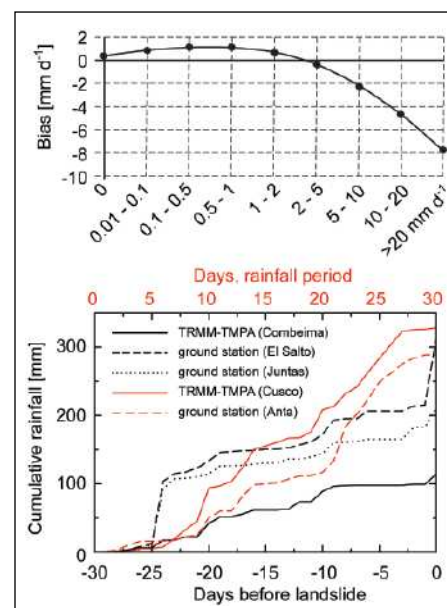 2
0
-2
-4
-6
-8
-10
Bias [mm d-1]
0
0.01 - 0.1
0.1 - 0.5
0.5 - 1
1 - 2
2 - 5
5 - 10
10 - 20
>20 mm d-1
Days, rainfall period
0 5 10 15 20 25 30
TRMM-TMPA (Combeima)
ground station (El Salto)
ground station (Juntas)
TRMM-TMPA (Cusco)
ground station (Anta)
300
200
100
0
Cumulative rainfall [mm]
-30 -25 -20 -15 -10 -5 0
Days before landslide